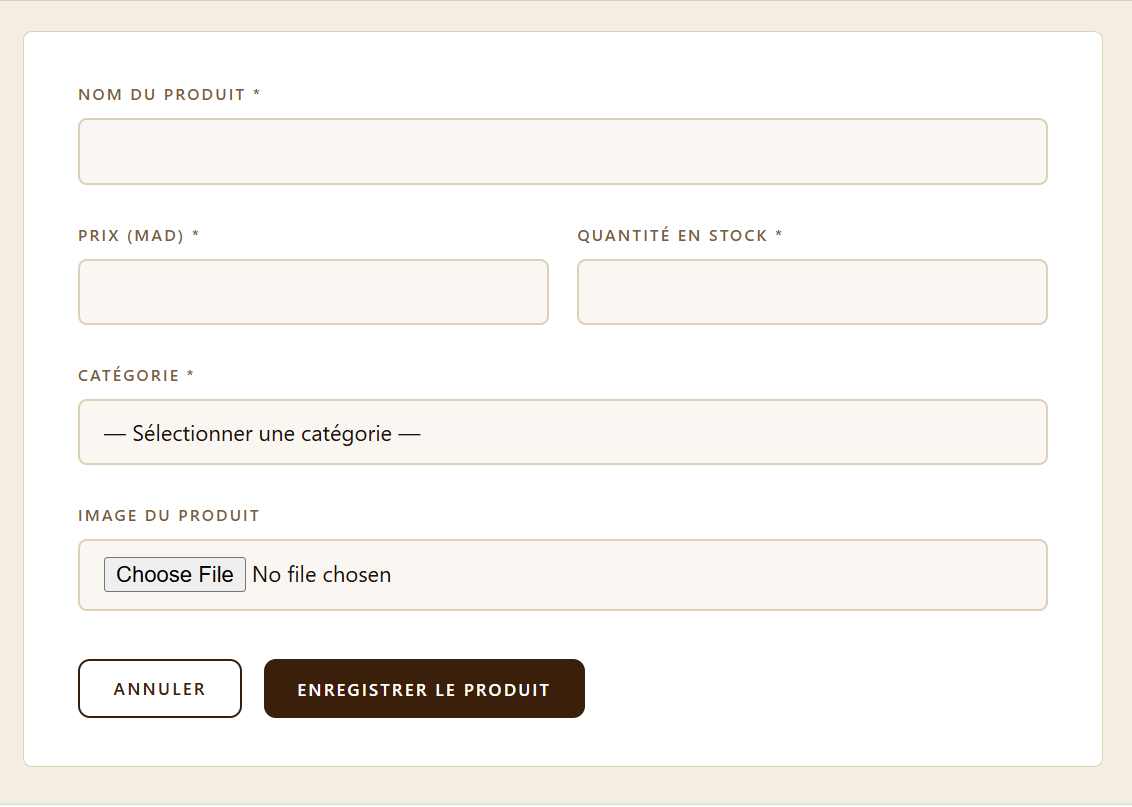 NOM DU PRODUIT *
PRIX (MAD) *
QUANTITÉ EN STOCK *
CATÉGORIE *
— Sélectionner une catégorie —
IMAGE DU PRODUIT
Choose File No file chosen
ANNULER
ENREGISTRER LE PRODUIT